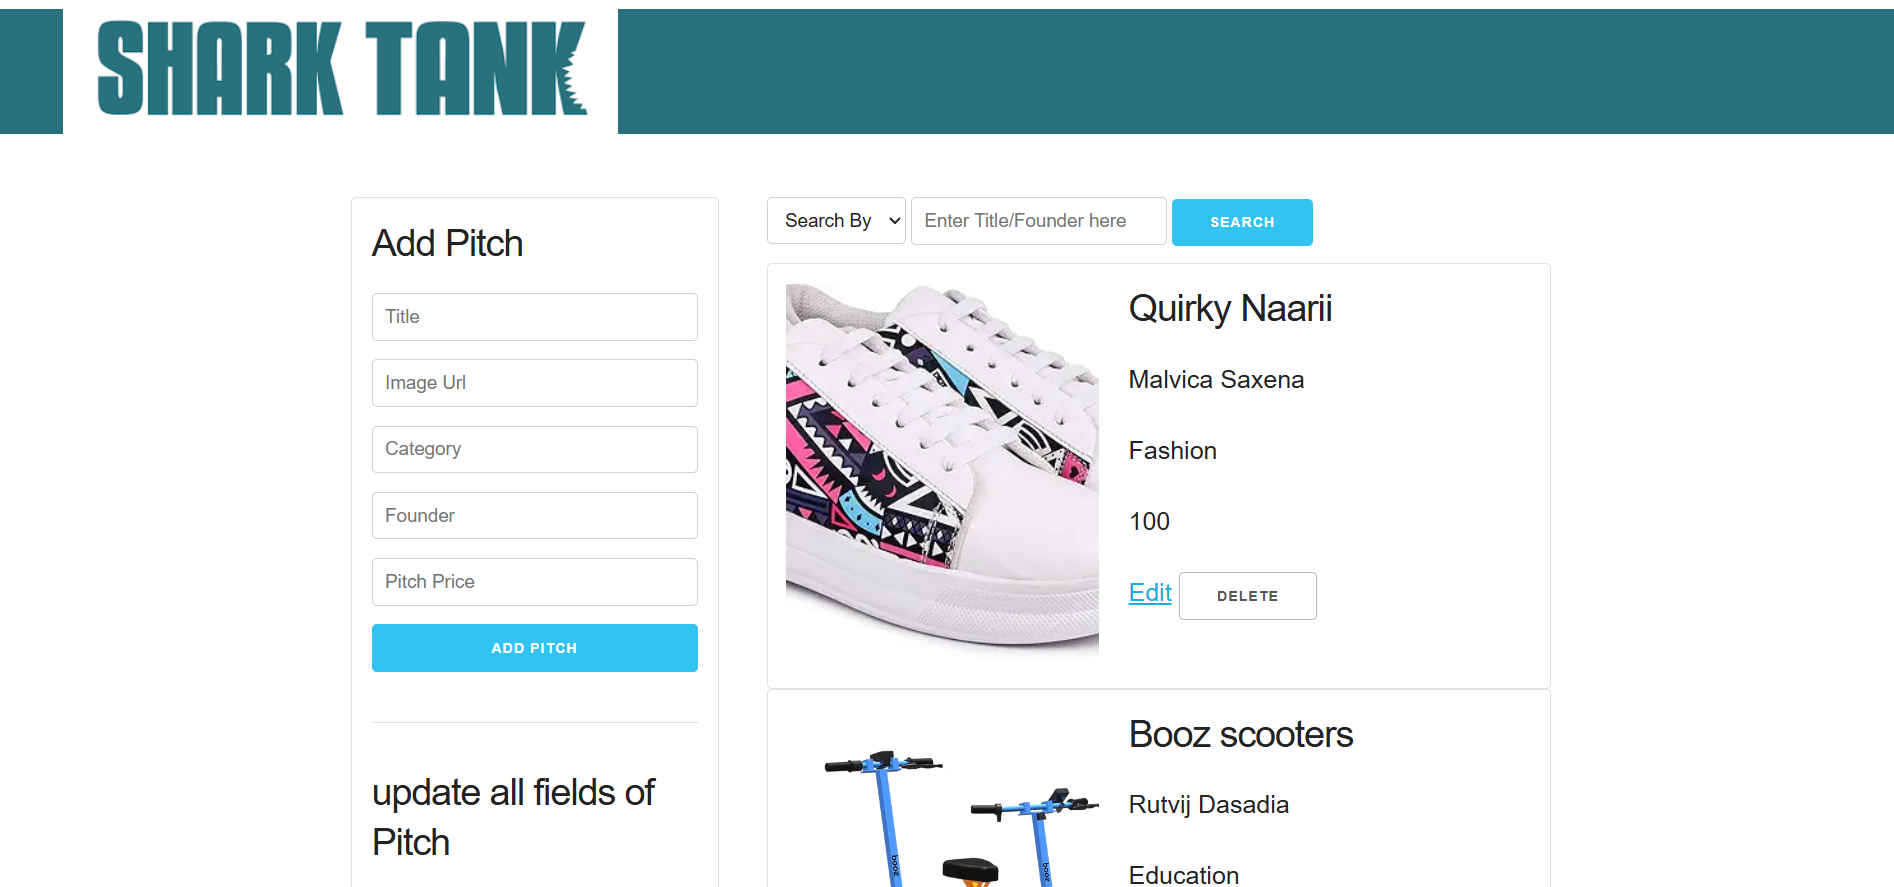 SHARK TANK
Add Pitch
Title
Image Url
Category
Founder
Pitch Price
ADD PITCH
update all fields of
Pitch
Search By
Enter Title/Founder here
SEARCH
Quirky Naarii
Malvica Saxena
Fashion
100
Edit
DELETE
Booz scooters
Rutvij Dasadia
Education
booz
booz